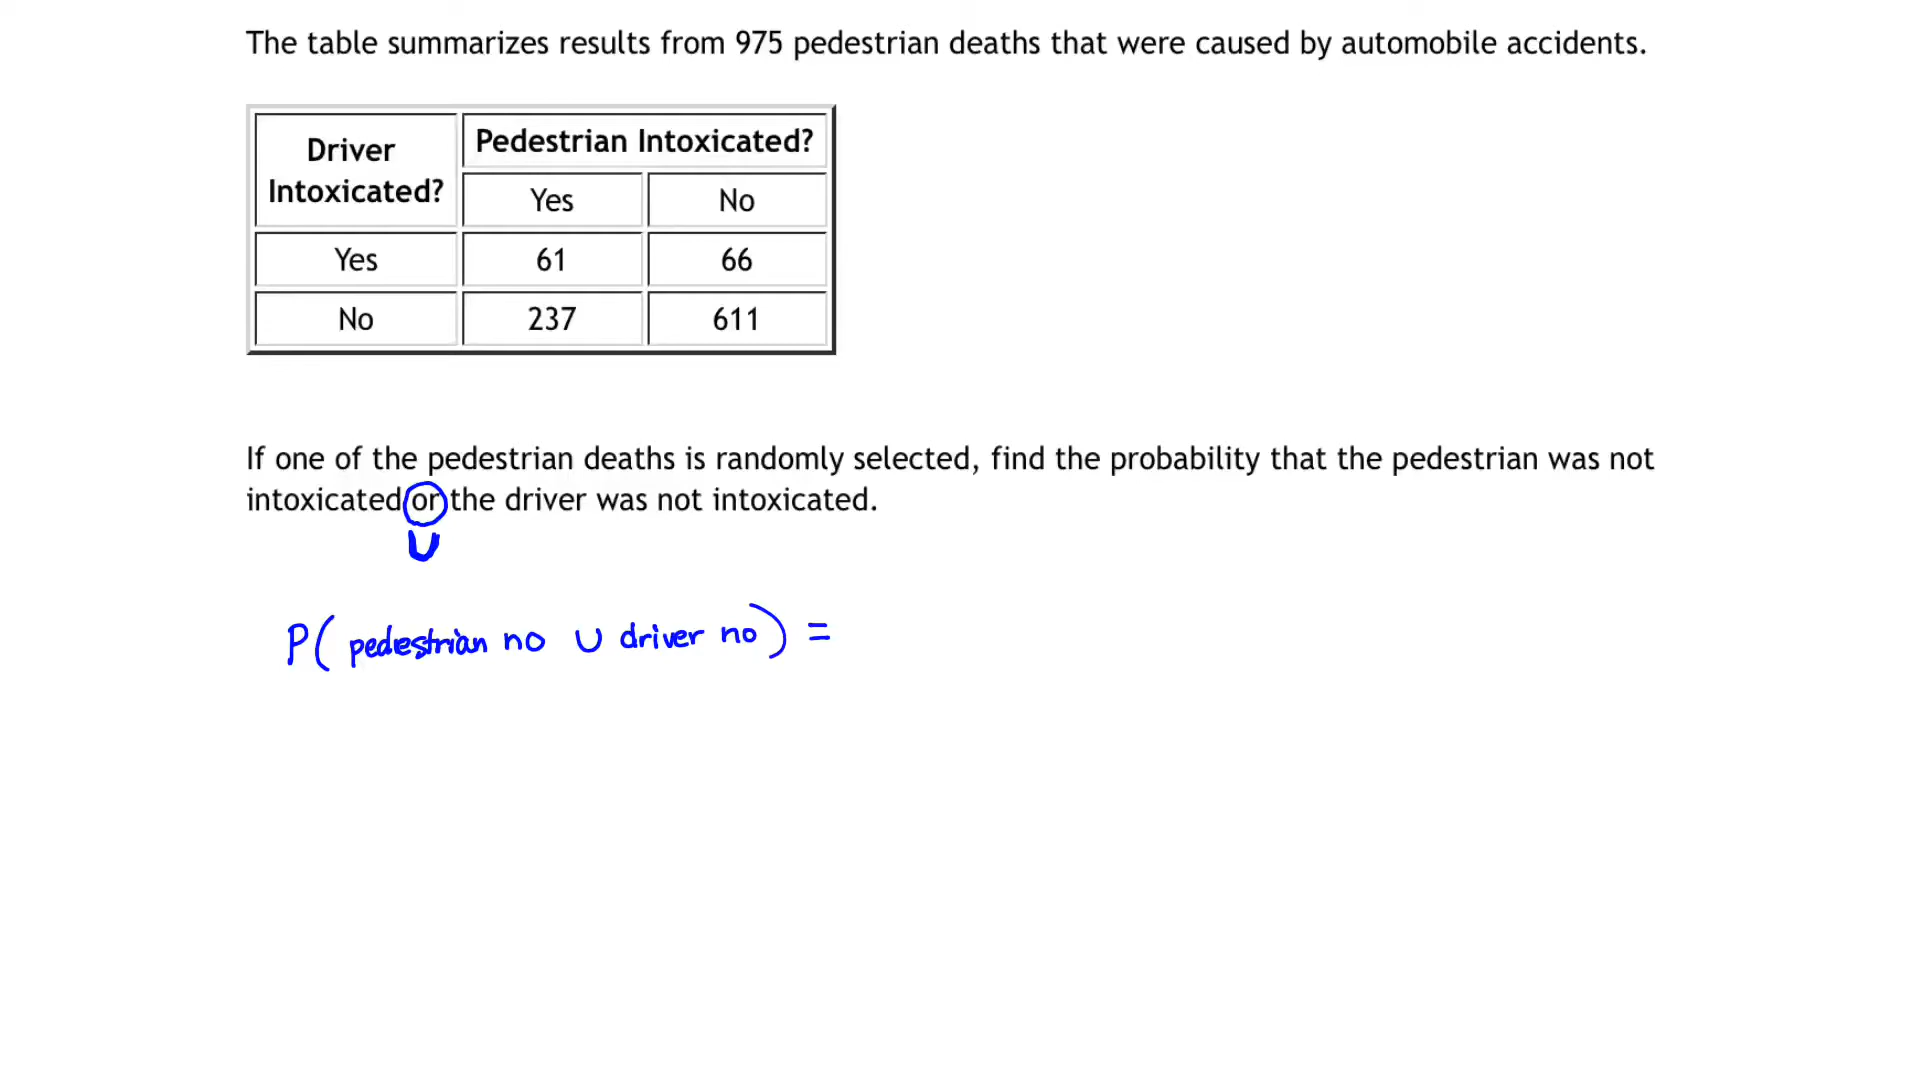 The table summarizes results from 975 pedestrian deaths that were caused by automobile accidents.
Driver Intoxicated? Pedestrian Intoxicated?
Yes No
Yes 61 66
No 237 611
If one of the pedestrian deaths is randomly selected, find the probability that the pedestrian was not
intoxicated or the driver was not intoxicated.
∪
P( pedestrian no ∪ driver no) =